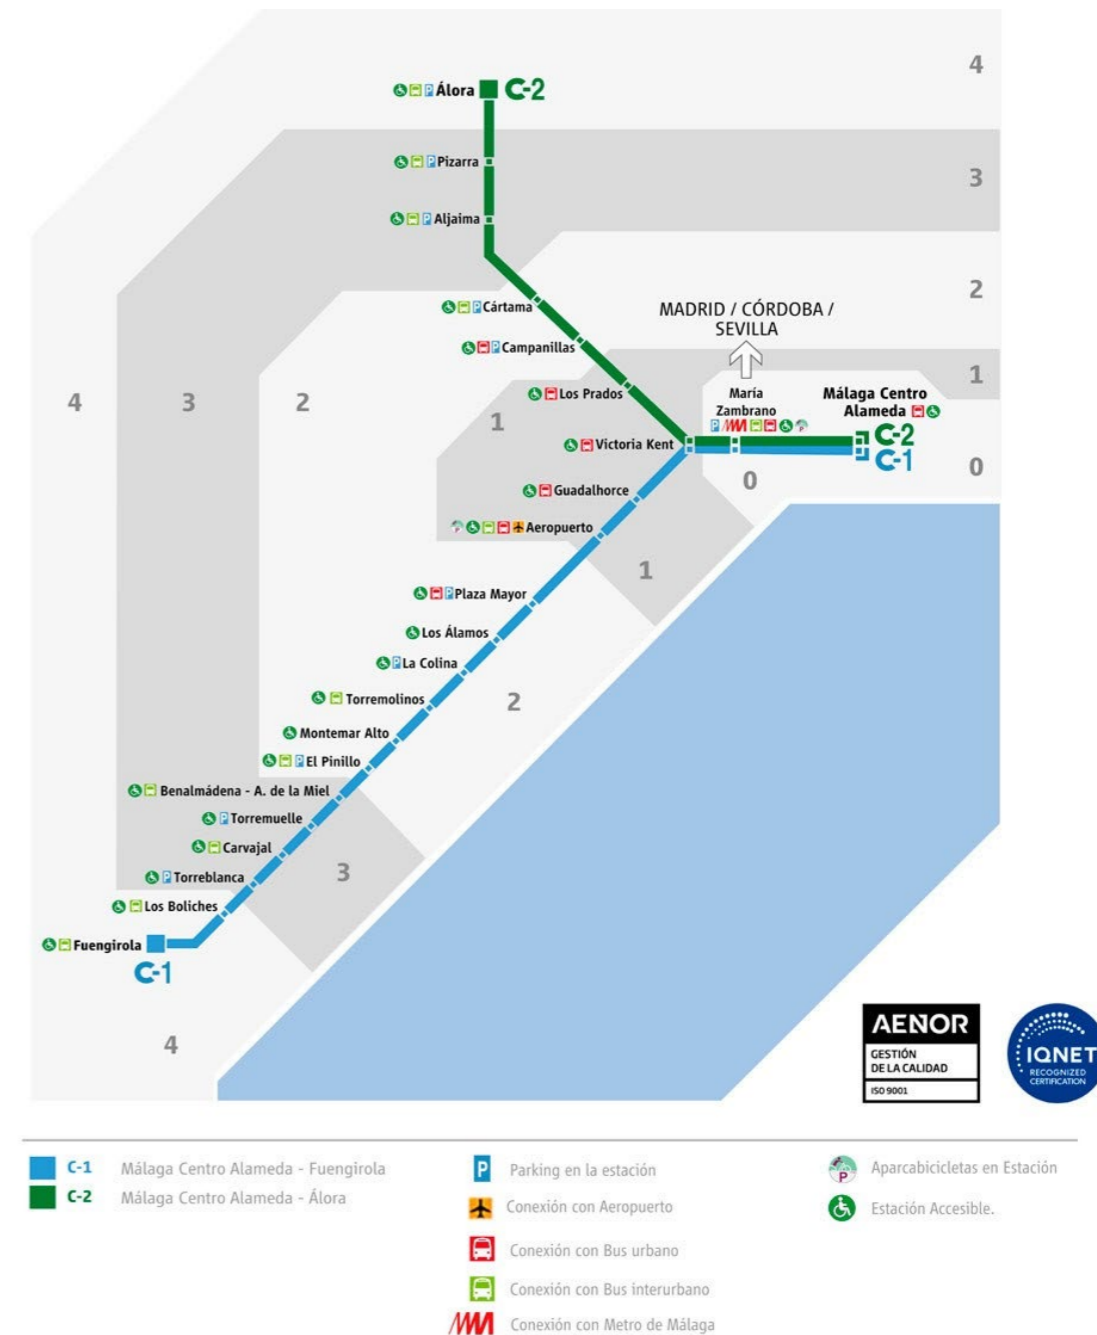 4
Álora C-2
Pizarra
3
Aljaima
2
Cártama
MADRID / CÓRDOBA /
SEVILLA
Campanillas
1
María
Zambrano
Málaga Centro
Alameda
Los Prados
4
3
2
1
Victoria Kent
C-2
C-1
0
0
Guadalhorce
Aeropuerto
1
Plaza Mayor
Los Álamos
La Colina
Torremolinos
2
Montemar Alto
El Pinillo
Benalmádena - A. de la Miel
Torremuelle
Carvajal
3
Torreblanca
Los Boliches
Fuengirola
C-1
4
AENOR
GESTIÓN
DE LA CALIDAD
ISO 9001
IQNET
RECOGNIZED
CERTIFICATION
C-1 Málaga Centro Alameda - Fuengirola
C-2 Málaga Centro Alameda - Álora
P Parking en la estación
Conexión con Aeropuerto
Conexión con Bus urbano
Conexión con Bus interurbano
Conexión con Metro de Málaga
P Aparcabicicletas en Estación
Estación Accesible.